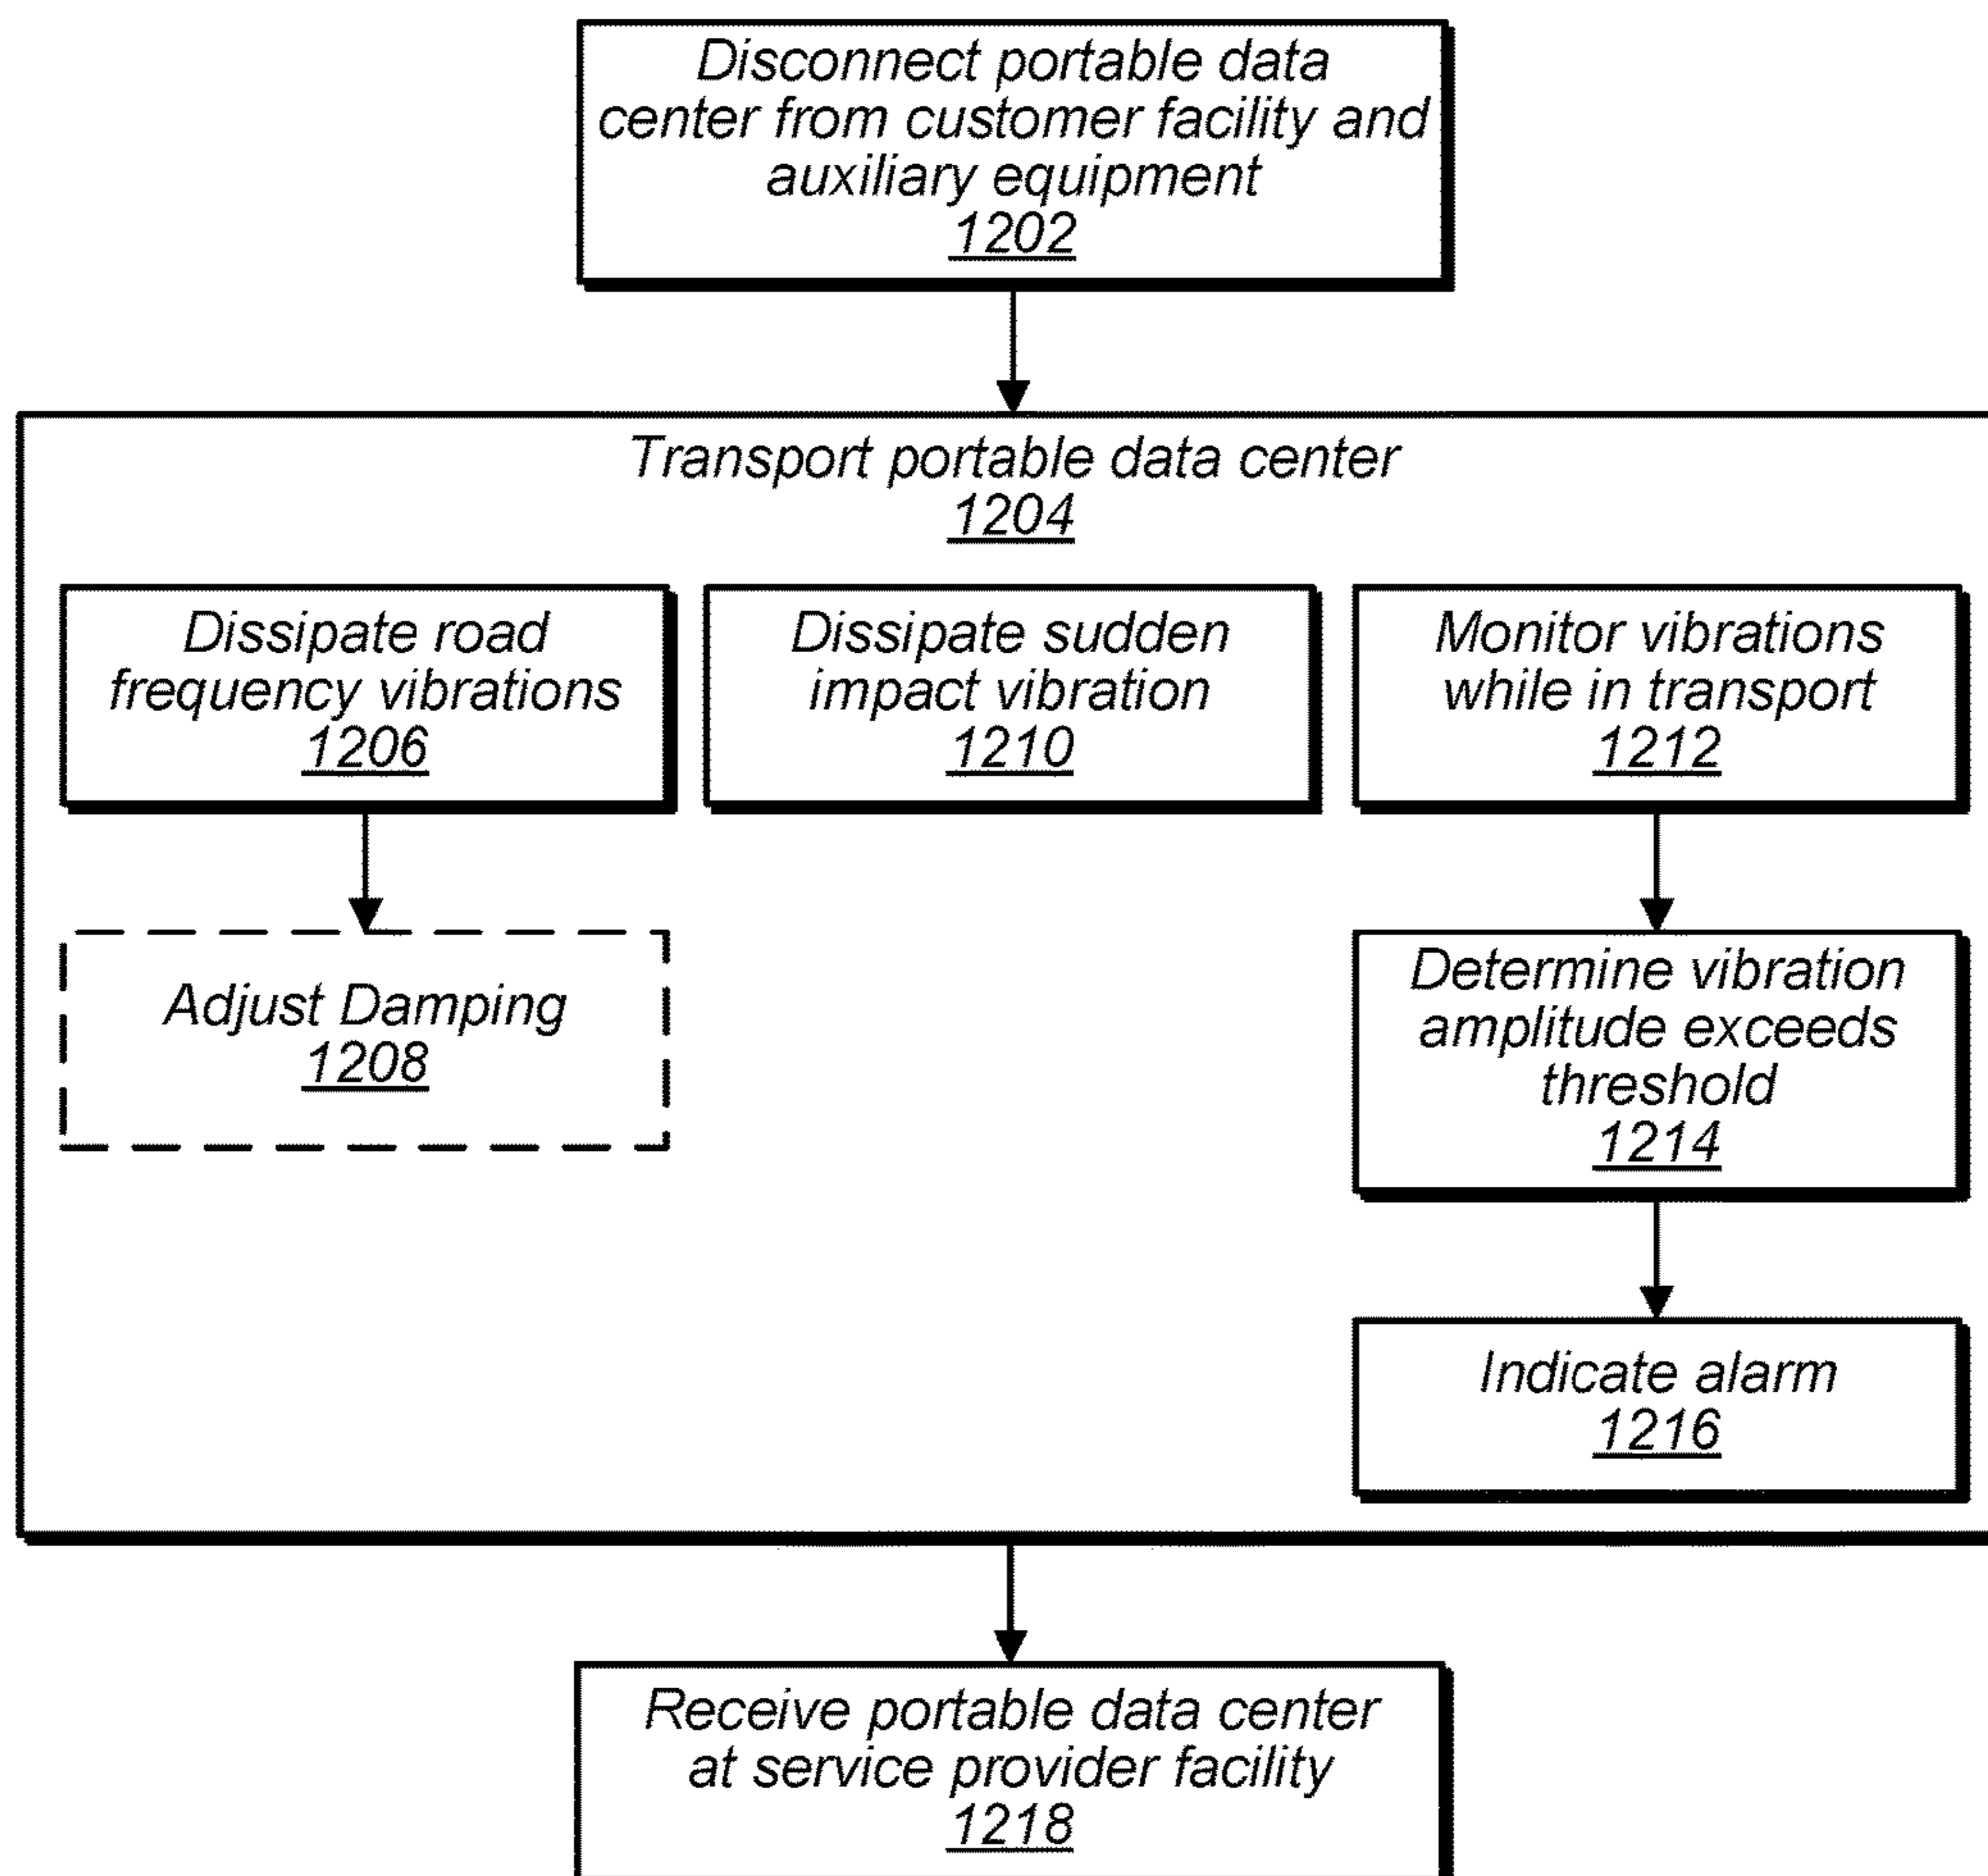 Disconnect portable data
center from customer facility and
auxiliary equipment
1202
Transport portable data center
1204
Dissipate road
frequency vibrations
1206
Adjust Damping
1208
Dissipate sudden
impact vibration
1210
Monitor vibrations
while in transport
1212
Determine vibration
amplitude exceeds
threshold
1214
Indicate alarm
1216
Receive portable data center
at service provider facility
1218